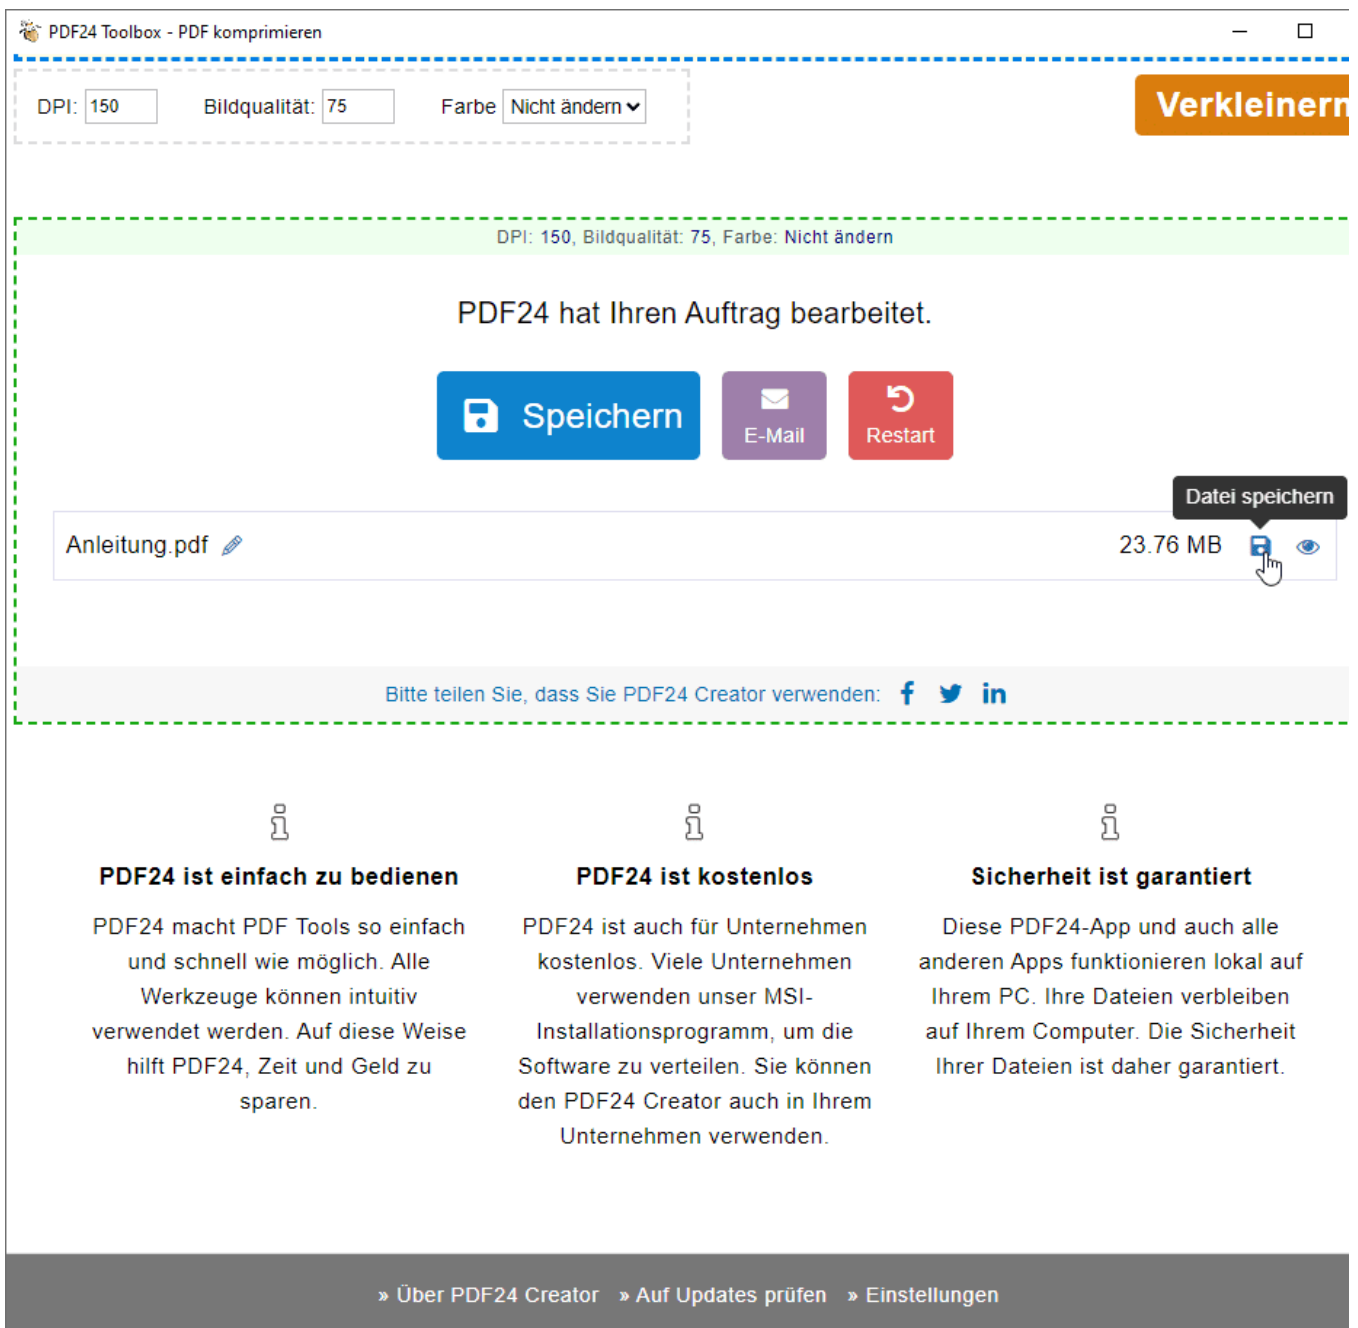 PDF24 Toolbox - PDF komprimieren
DPI: 150 Bildqualität: 75 Farbe Nicht ändern Verkleinern
DPI: 150, Bildqualität: 75, Farbe: Nicht ändern
PDF24 hat Ihren Auftrag bearbeitet.
Speichern
E-Mail
Restart
Datei speichern
Anleitung.pdf 23.76 MB
Bitte teilen Sie, dass Sie PDF24 Creator verwenden:
PDF24 ist einfach zu bedienen
PDF24 macht PDF Tools so einfach
und schnell wie möglich. Alle
Werkzeuge können intuitiv
verwendet werden. Auf diese Weise
hilft PDF24, Zeit und Geld zu
sparen.
PDF24 ist kostenlos
PDF24 ist auch für Unternehmen
kostenlos. Viele Unternehmen
verwenden unser MSI-
Installationsprogramm, um die
Software zu verteilen. Sie können
den PDF24 Creator auch in Ihrem
Unternehmen verwenden.
Sicherheit ist garantiert
Diese PDF24-App und auch alle
anderen Apps funktionieren lokal auf
Ihrem PC. Ihre Dateien verbleiben
auf Ihrem Computer. Die Sicherheit
Ihrer Dateien ist daher garantiert.
» Über PDF24 Creator » Auf Updates prüfen » Einstellungen